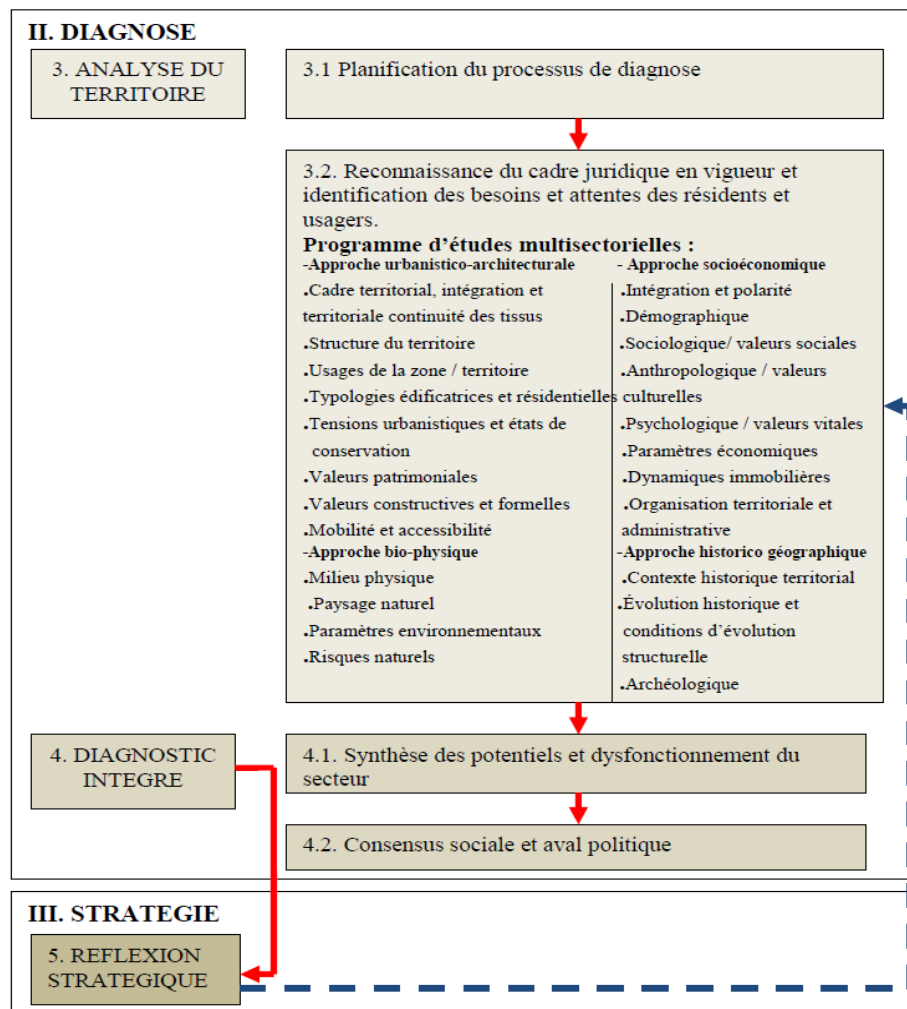 II. DIAGNOSE
3. ANALYSE DU
TERRITOIRE
3.1 Planification du processus de diagnose
3.2. Reconnaissance du cadre juridique en vigueur et
identification des besoins et attentes des résidents et
usagers.
Programme d'études multisectorielles :
-Approche urbanistico-architecturale
.Cadre territorial, intégration et
territoriale continuité des tissus
.Structure du territoire
.Usages de la zone / territoire
.Typologies édificatrices et résidentielles
.Tensions urbanistiques et états de
conservation
.Valeurs patrimoniales
.Valeurs constructives et formelles
.Mobilité et accessibilité
-Approche bio-physique
.Milieu physique
.Paysage naturel
.Paramètres environnementaux
.Risques naturels
- Approche socioéconomique
.Intégration et polarité
.Démographique
.Sociologique/ valeurs sociales
.Anthropologique / valeurs
culturelles
.Psychologique / valeurs vitales
.Paramètres économiques
.Dynamiques immobilières
.Organisation territoriale et
administrative
-Approche historico géographique
.Contexte historique territorial
.Évolution historique et
conditions d'évolution
structurelle
.Archéologique
4. DIAGNOSTIC
INTEGRE
4.1. Synthèse des potentiels et dysfonctionnement du
secteur
4.2. Consensus sociale et aval politique
III. STRATEGIE
5. REFLEXION
STRATEGIQUE